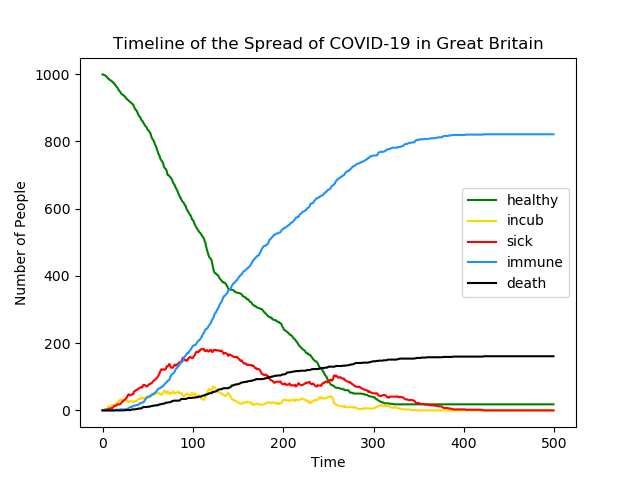 Timeline of the Spread of COVID-19 in Great Britain
Number of People
1000
800
600
400
200
0
healthy
incub
sick
immune
death
0 100 200 300 400 500
Time